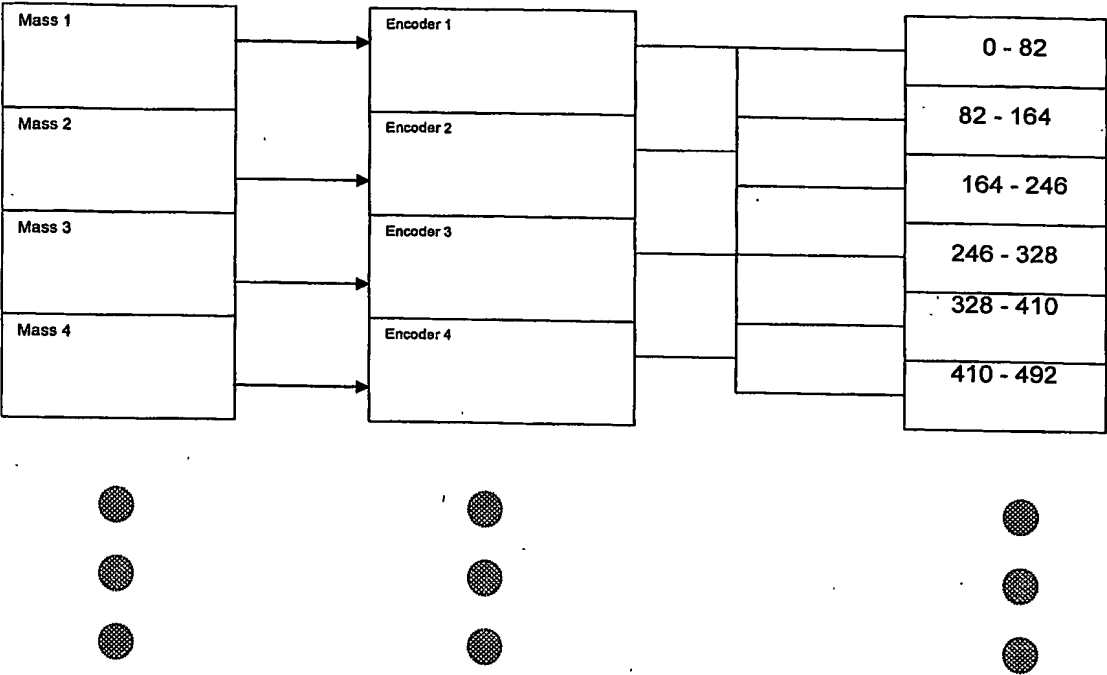 Mass 1
Mass 2
Mass 3
Mass 4
Encoder 1
Encoder 2
Encoder 3
Encoder 4
0 - 82
82 - 164
164 - 246
246 - 328
328 - 410
410 - 492